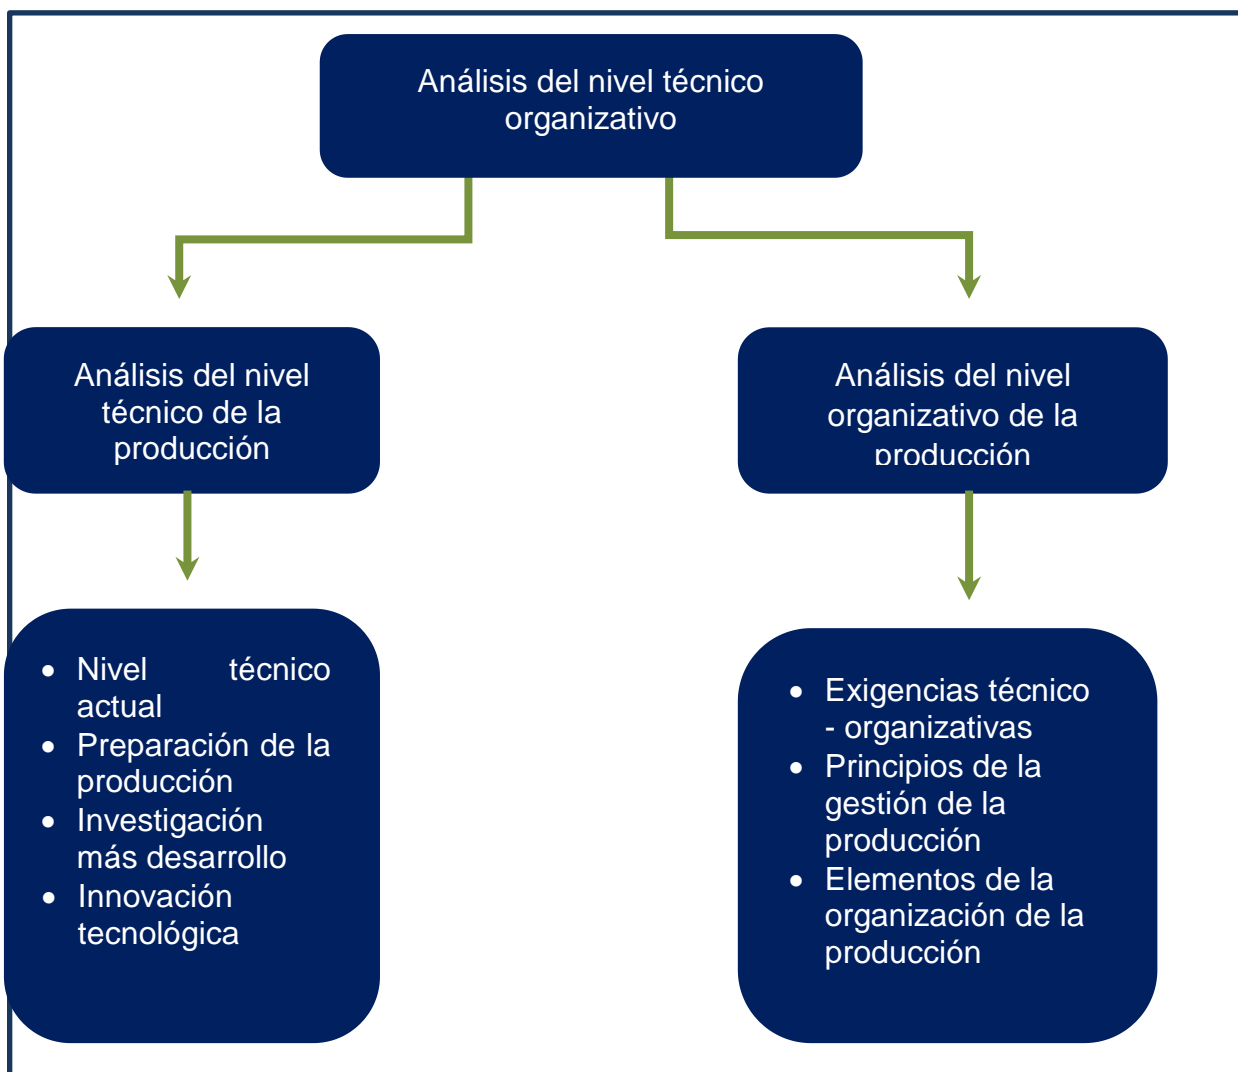 Análisis del nivel técnico
organizativo
Análisis del nivel
técnico de la
producción
Análisis del nivel
organizativo de la
producción
• Nivel técnico
actual
• Preparación de la
producción
• Investigación
más desarrollo
• Innovación
tecnológica
• Exigencias técnico
- organizativas
• Principios de la
gestión de la
producción
• Elementos de la
organización de la
producción